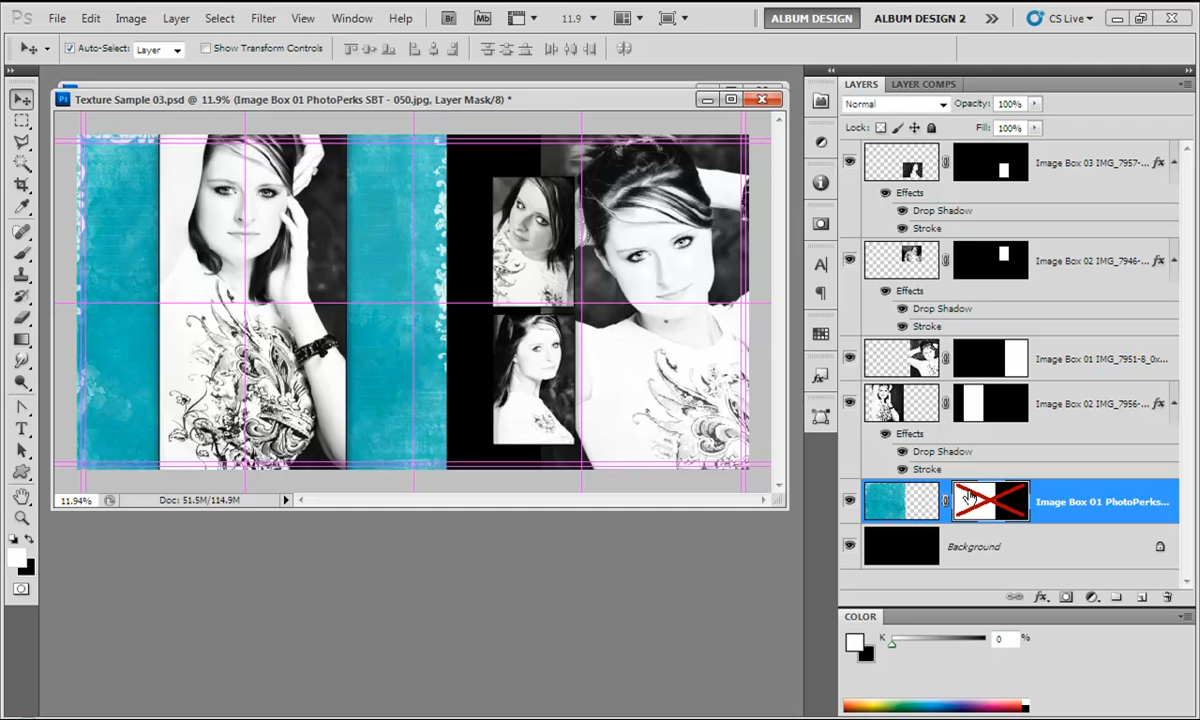 Ps File Edit Image Layer Select Filter View Window Help Br Mb 11.9 ALBUM DESIGN ALBUM DESIGN 2 CS Live
Auto-Select: Layer Show Transform Controls
Ps Texture Sample 03.psd @ 11.9% (Image Box 01 PhotoPerks SBT - 050.jpg, Layer Mask/8) *
LAYERS LAYER COMPS
Normal Opacity: 100%
Lock: Fill: 100%
Image Box 03 IMG_7957-... fx
Effects
Drop Shadow
Stroke
Image Box 02 IMG_7946-... fx
Effects
Drop Shadow
Stroke
Image Box 01 IMG_7951-8_0x...
Image Box 02 IMG_7956-... fx
Effects
Drop Shadow
Stroke
Image Box 01 PhotoPerks...
Background
11.94% Doc: 51.5M/114.9M
COLOR
K 0 %